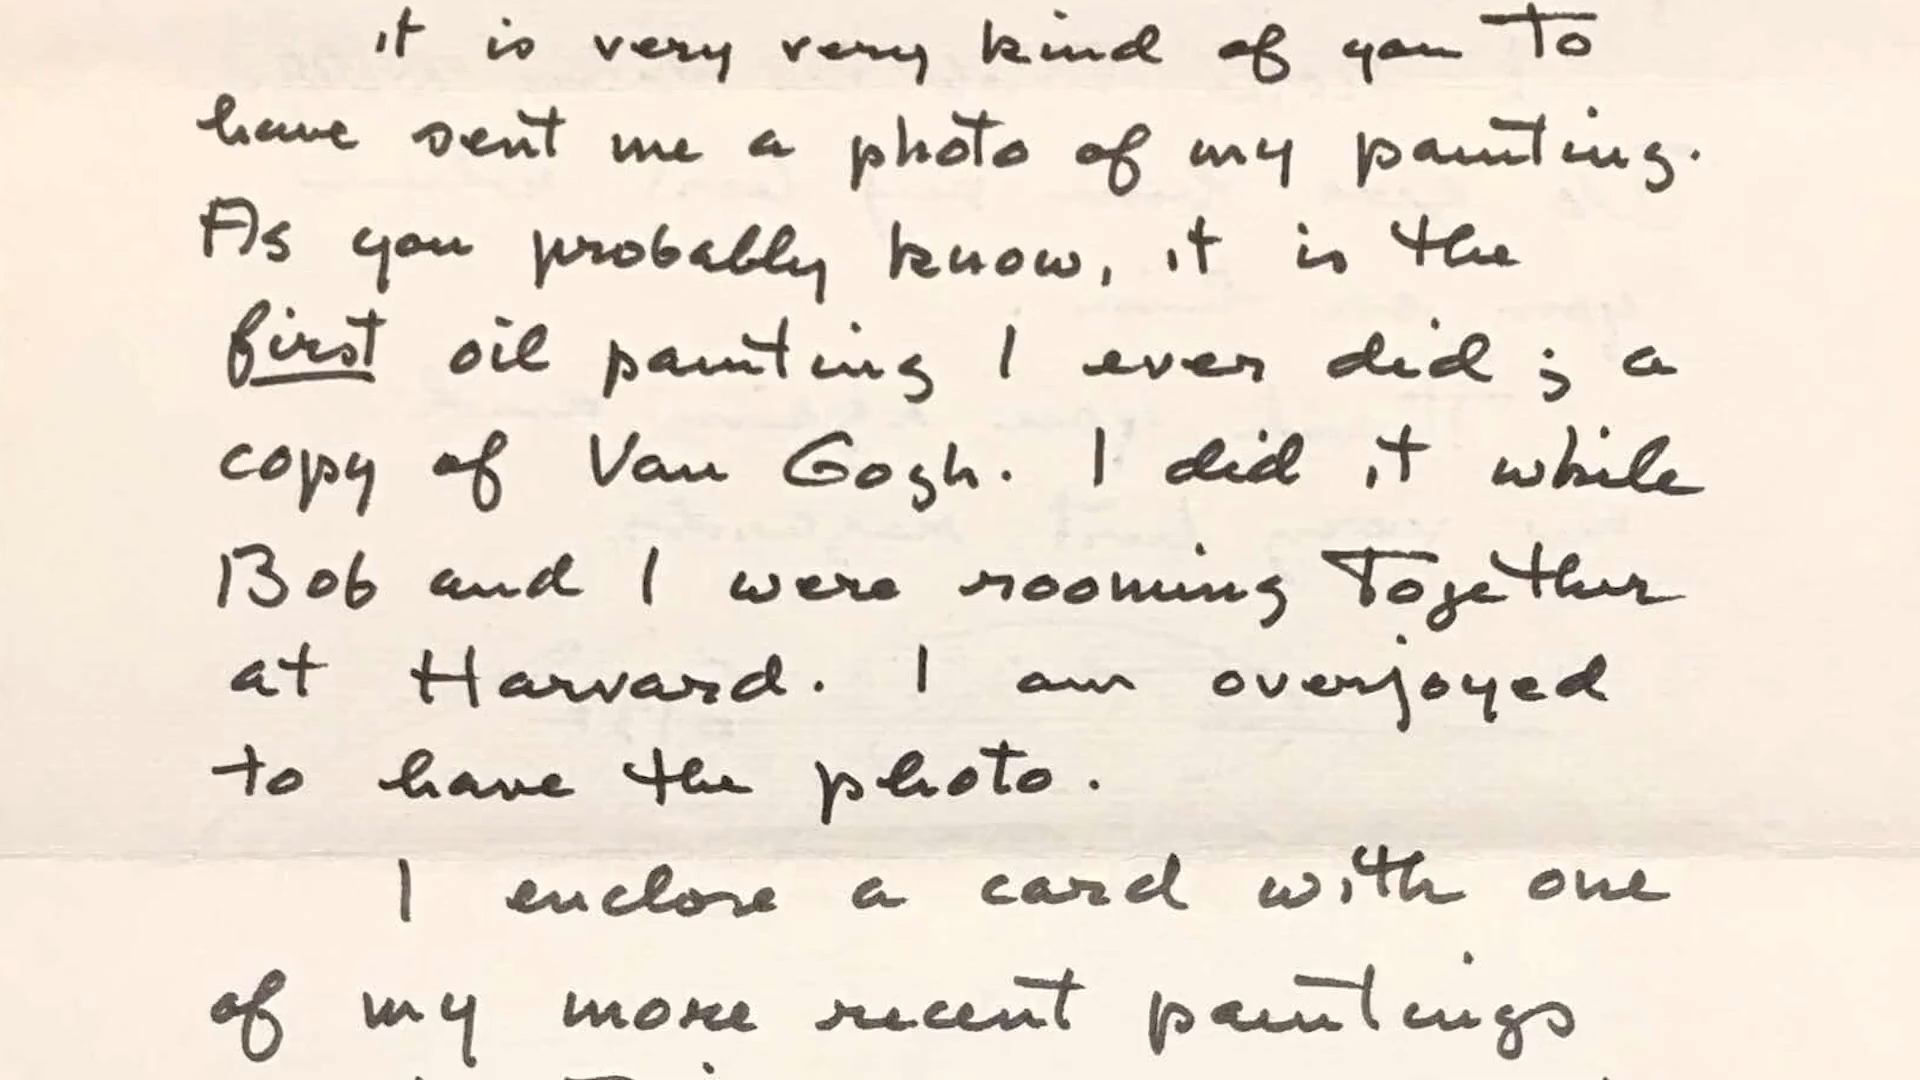 it is very very kind of you to
have sent me a photo of my painting.
As you probably know, it is the
first oil painting I ever did; a
copy of Van Gogh. I did it while
Bob and I were rooming together
at Harvard. I am overjoyed
to have the photo.
I enclose a card with one
of my more recent paintings